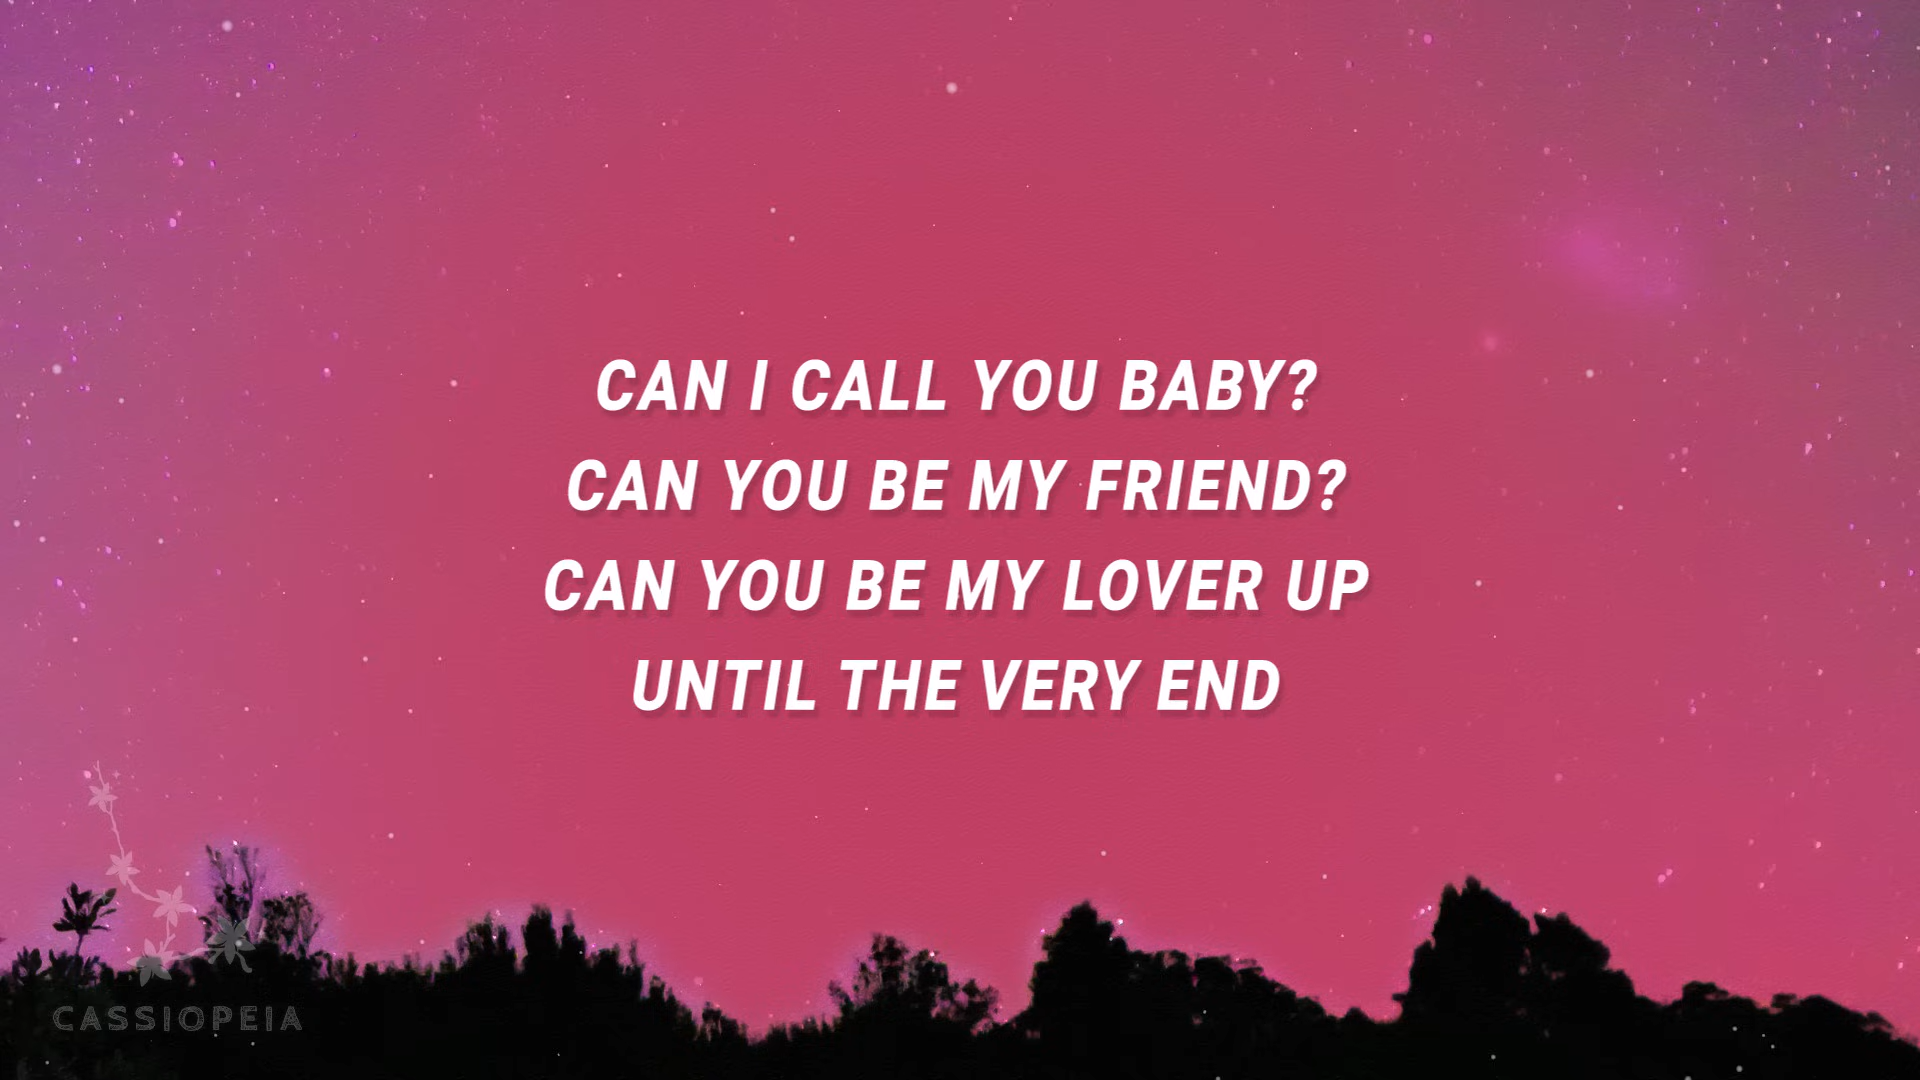 CAN I CALL YOU BABY?
CAN YOU BE MY FRIEND?
CAN YOU BE MY LOVER UP
UNTIL THE VERY END
CASSIOPEIA